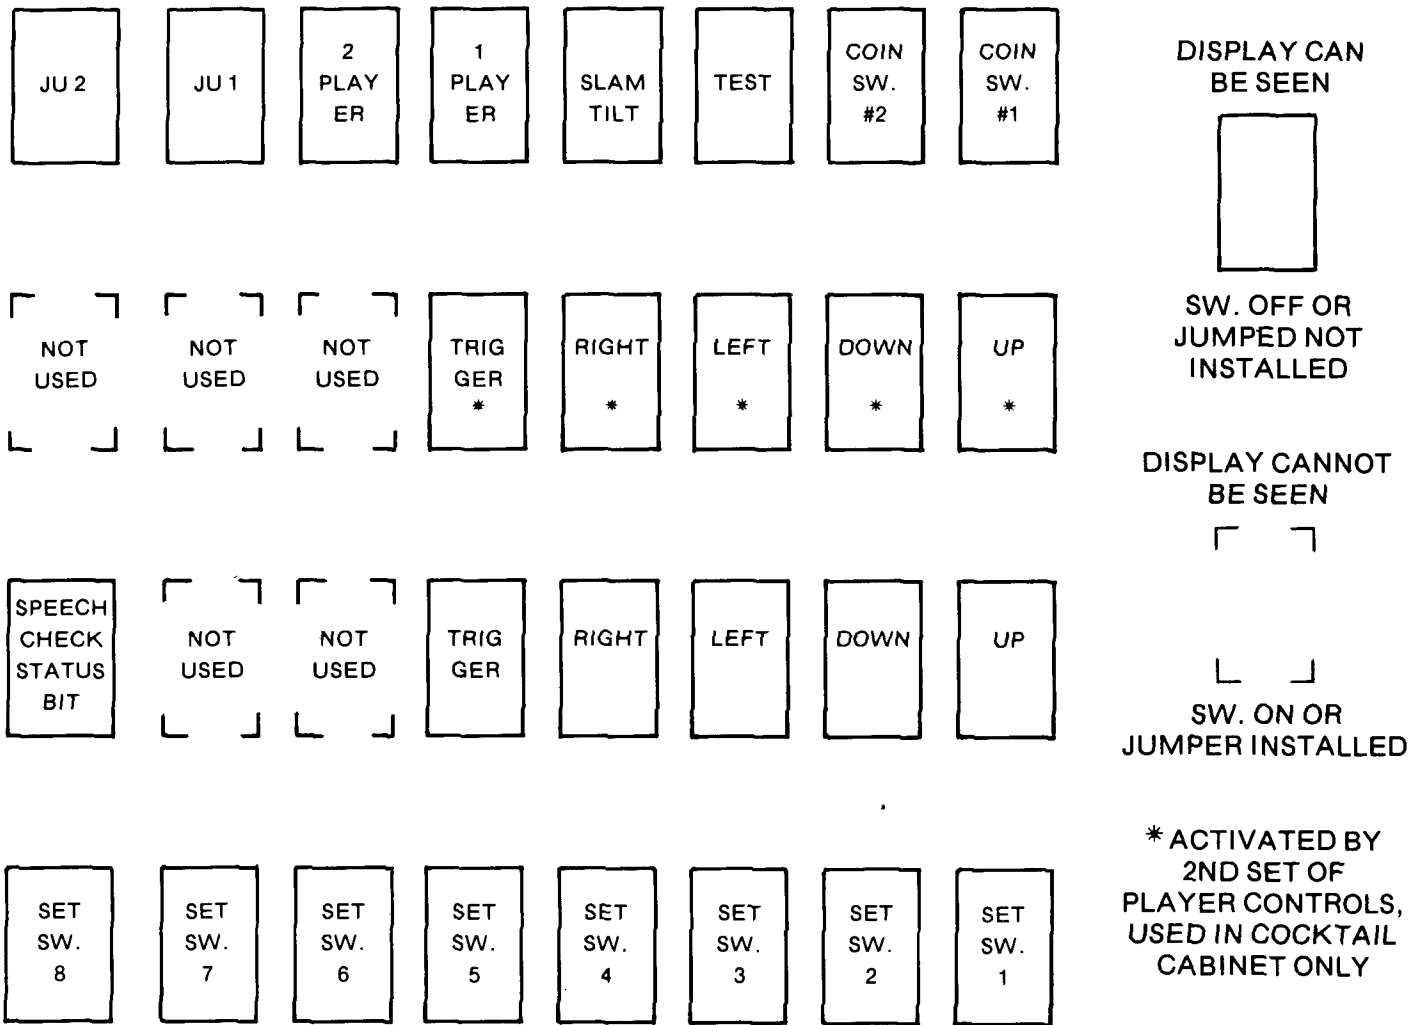 JU 2
JU 1
2
PLAY
ER
1
PLAY
ER
SLAM
TILT
TEST
COIN
SW.
#2
COIN
SW.
#1
DISPLAY CAN
BE SEEN
SW. OFF OR
JUMPED NOT
INSTALLED
NOT
USED
NOT
USED
NOT
USED
TRIG
GER
*
RIGHT
*
LEFT
*
DOWN
*
UP
*
DISPLAY CANNOT
BE SEEN
SW. ON OR
JUMPER INSTALLED
SPEECH
CHECK
STATUS
BIT
NOT
USED
NOT
USED
TRIG
GER
RIGHT
LEFT
DOWN
UP
SET
SW.
8
SET
SW.
7
SET
SW.
6
SET
SW.
5
SET
SW.
4
SET
SW.
3
SET
SW.
2
SET
SW.
1
* ACTIVATED BY
2ND SET OF
PLAYER CONTROLS,
USED IN COCKTAIL
CABINET ONLY